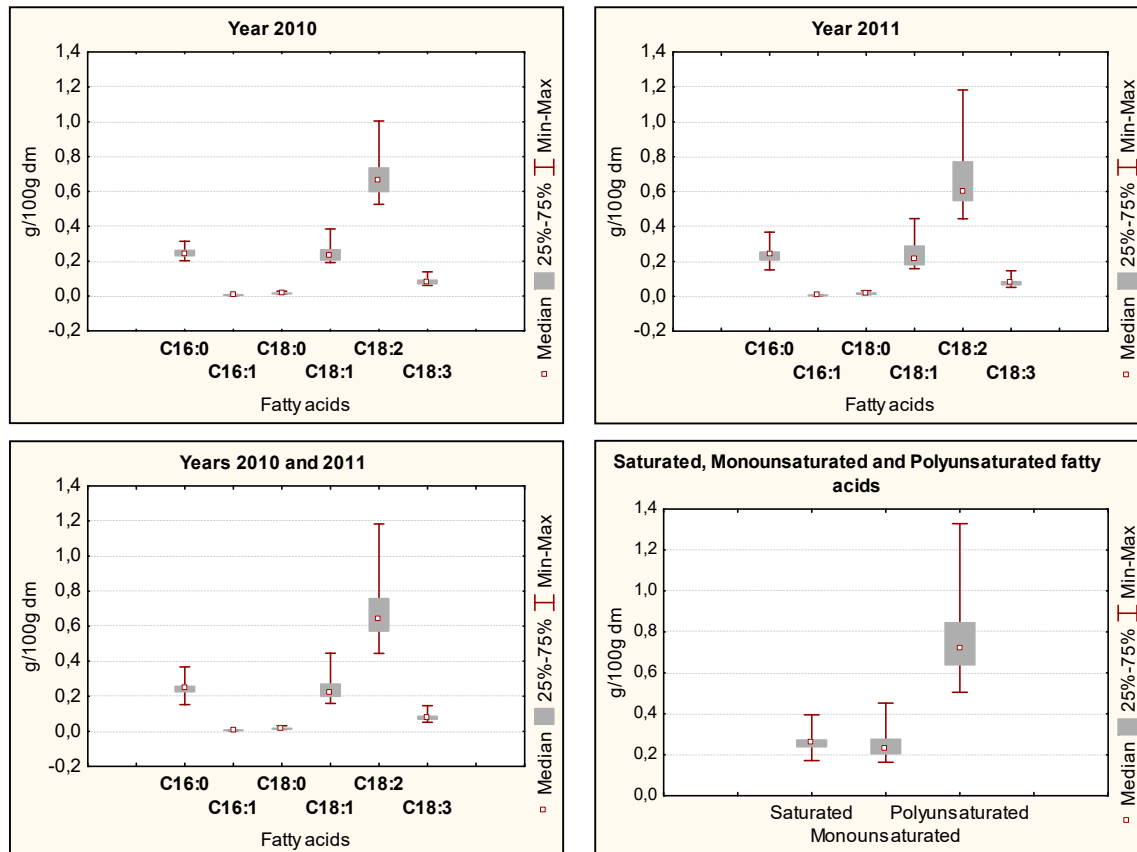 Year 2010
1,4
1,2
1,0
0,8
0,6
0,4
0,2
0,0
-0,2
g/100g dm
C16:0 C18:0 C18:2
C16:1 C18:1 C18:3
Fatty acids
Median 25%-75% Min-Max
Year 2011
1,4
1,2
1,0
0,8
0,6
0,4
0,2
0,0
-0,2
g/100g dm
C16:0 C18:0 C18:2
C16:1 C18:1 C18:3
Fatty acids
Median 25%-75% Min-Max
Years 2010 and 2011
1,4
1,2
1,0
0,8
0,6
0,4
0,2
0,0
-0,2
g/100g dm
C16:0 C18:0 C18:2
C16:1 C18:1 C18:3
Fatty acids
Median 25%-75% Min-Max
Saturated, Monounsaturated and Polyunsaturated fatty
acids
1,4
1,2
1,0
0,8
0,6
0,4
0,2
0,0
g/100g dm
Saturated Polyunsaturated
Monounsaturated
Median 25%-75% Min-Max